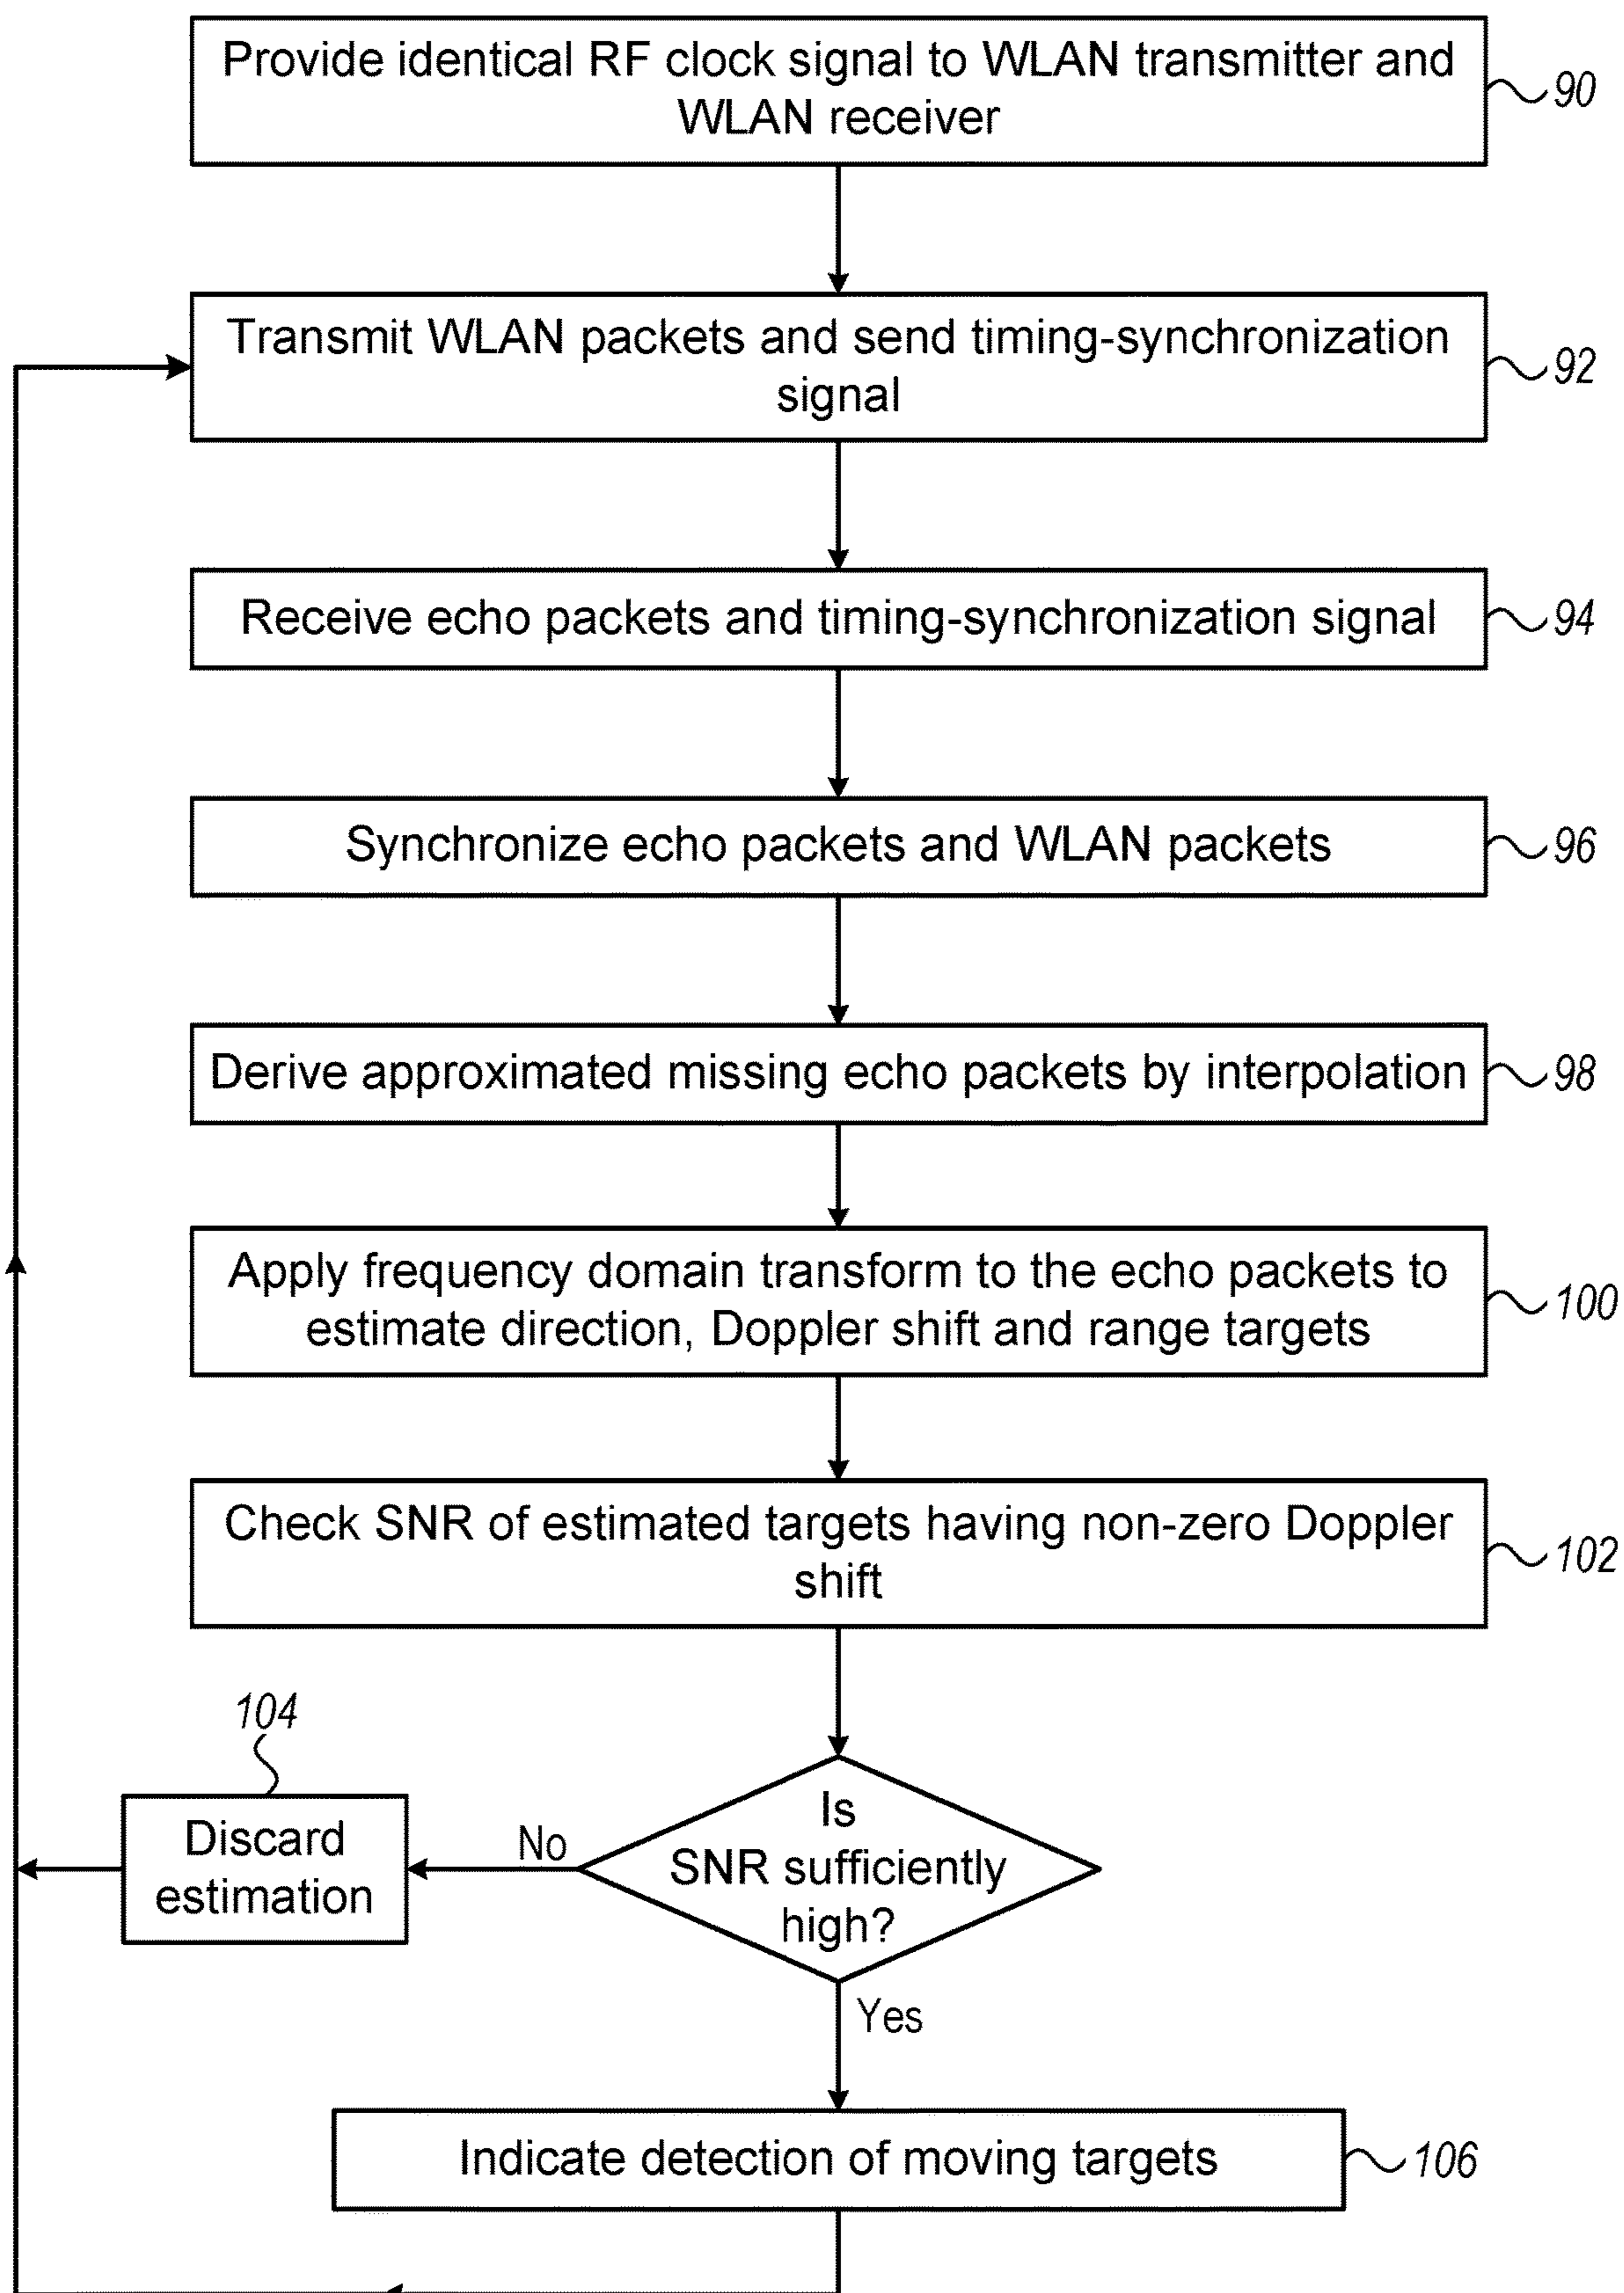 Provide identical RF clock signal to WLAN transmitter and
WLAN receiver
90
Transmit WLAN packets and send timing-synchronization
signal
92
Receive echo packets and timing-synchronization signal
94
Synchronize echo packets and WLAN packets
96
Derive approximated missing echo packets by interpolation
98
Apply frequency domain transform to the echo packets to
estimate direction, Doppler shift and range targets
100
Check SNR of estimated targets having non-zero Doppler
shift
102
104
Discard
estimation
No
Is
SNR sufficiently
high?
Yes
Indicate detection of moving targets
106